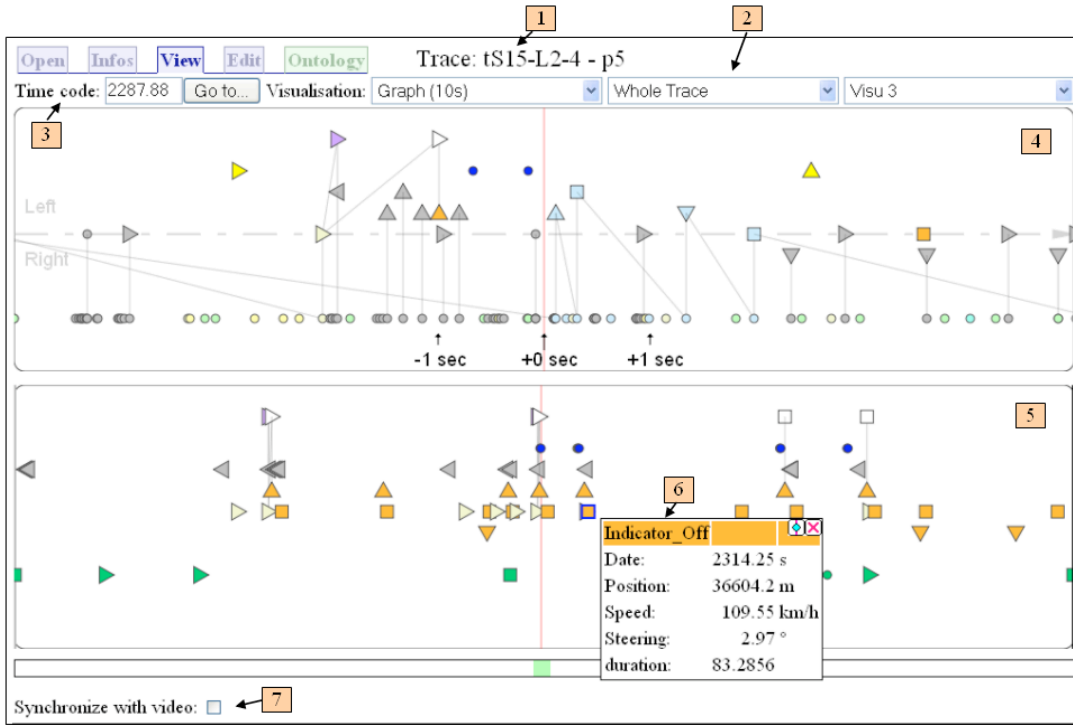 1
2
Open Infos View Edit Ontology Trace: tS15-L2-4 - p5
Time code: 2287.88 Go to... Visualisation: Graph (10s) Whole Trace Visu 3
3
4
Left
Right
-1 sec +0 sec +1 sec
5
6
Indicator_Off
Date: 2314.25 s
Position: 36604.2 m
Speed: 109.55 km/h
Steering: 2.97 °
duration: 83.2856
Synchronize with video: 7